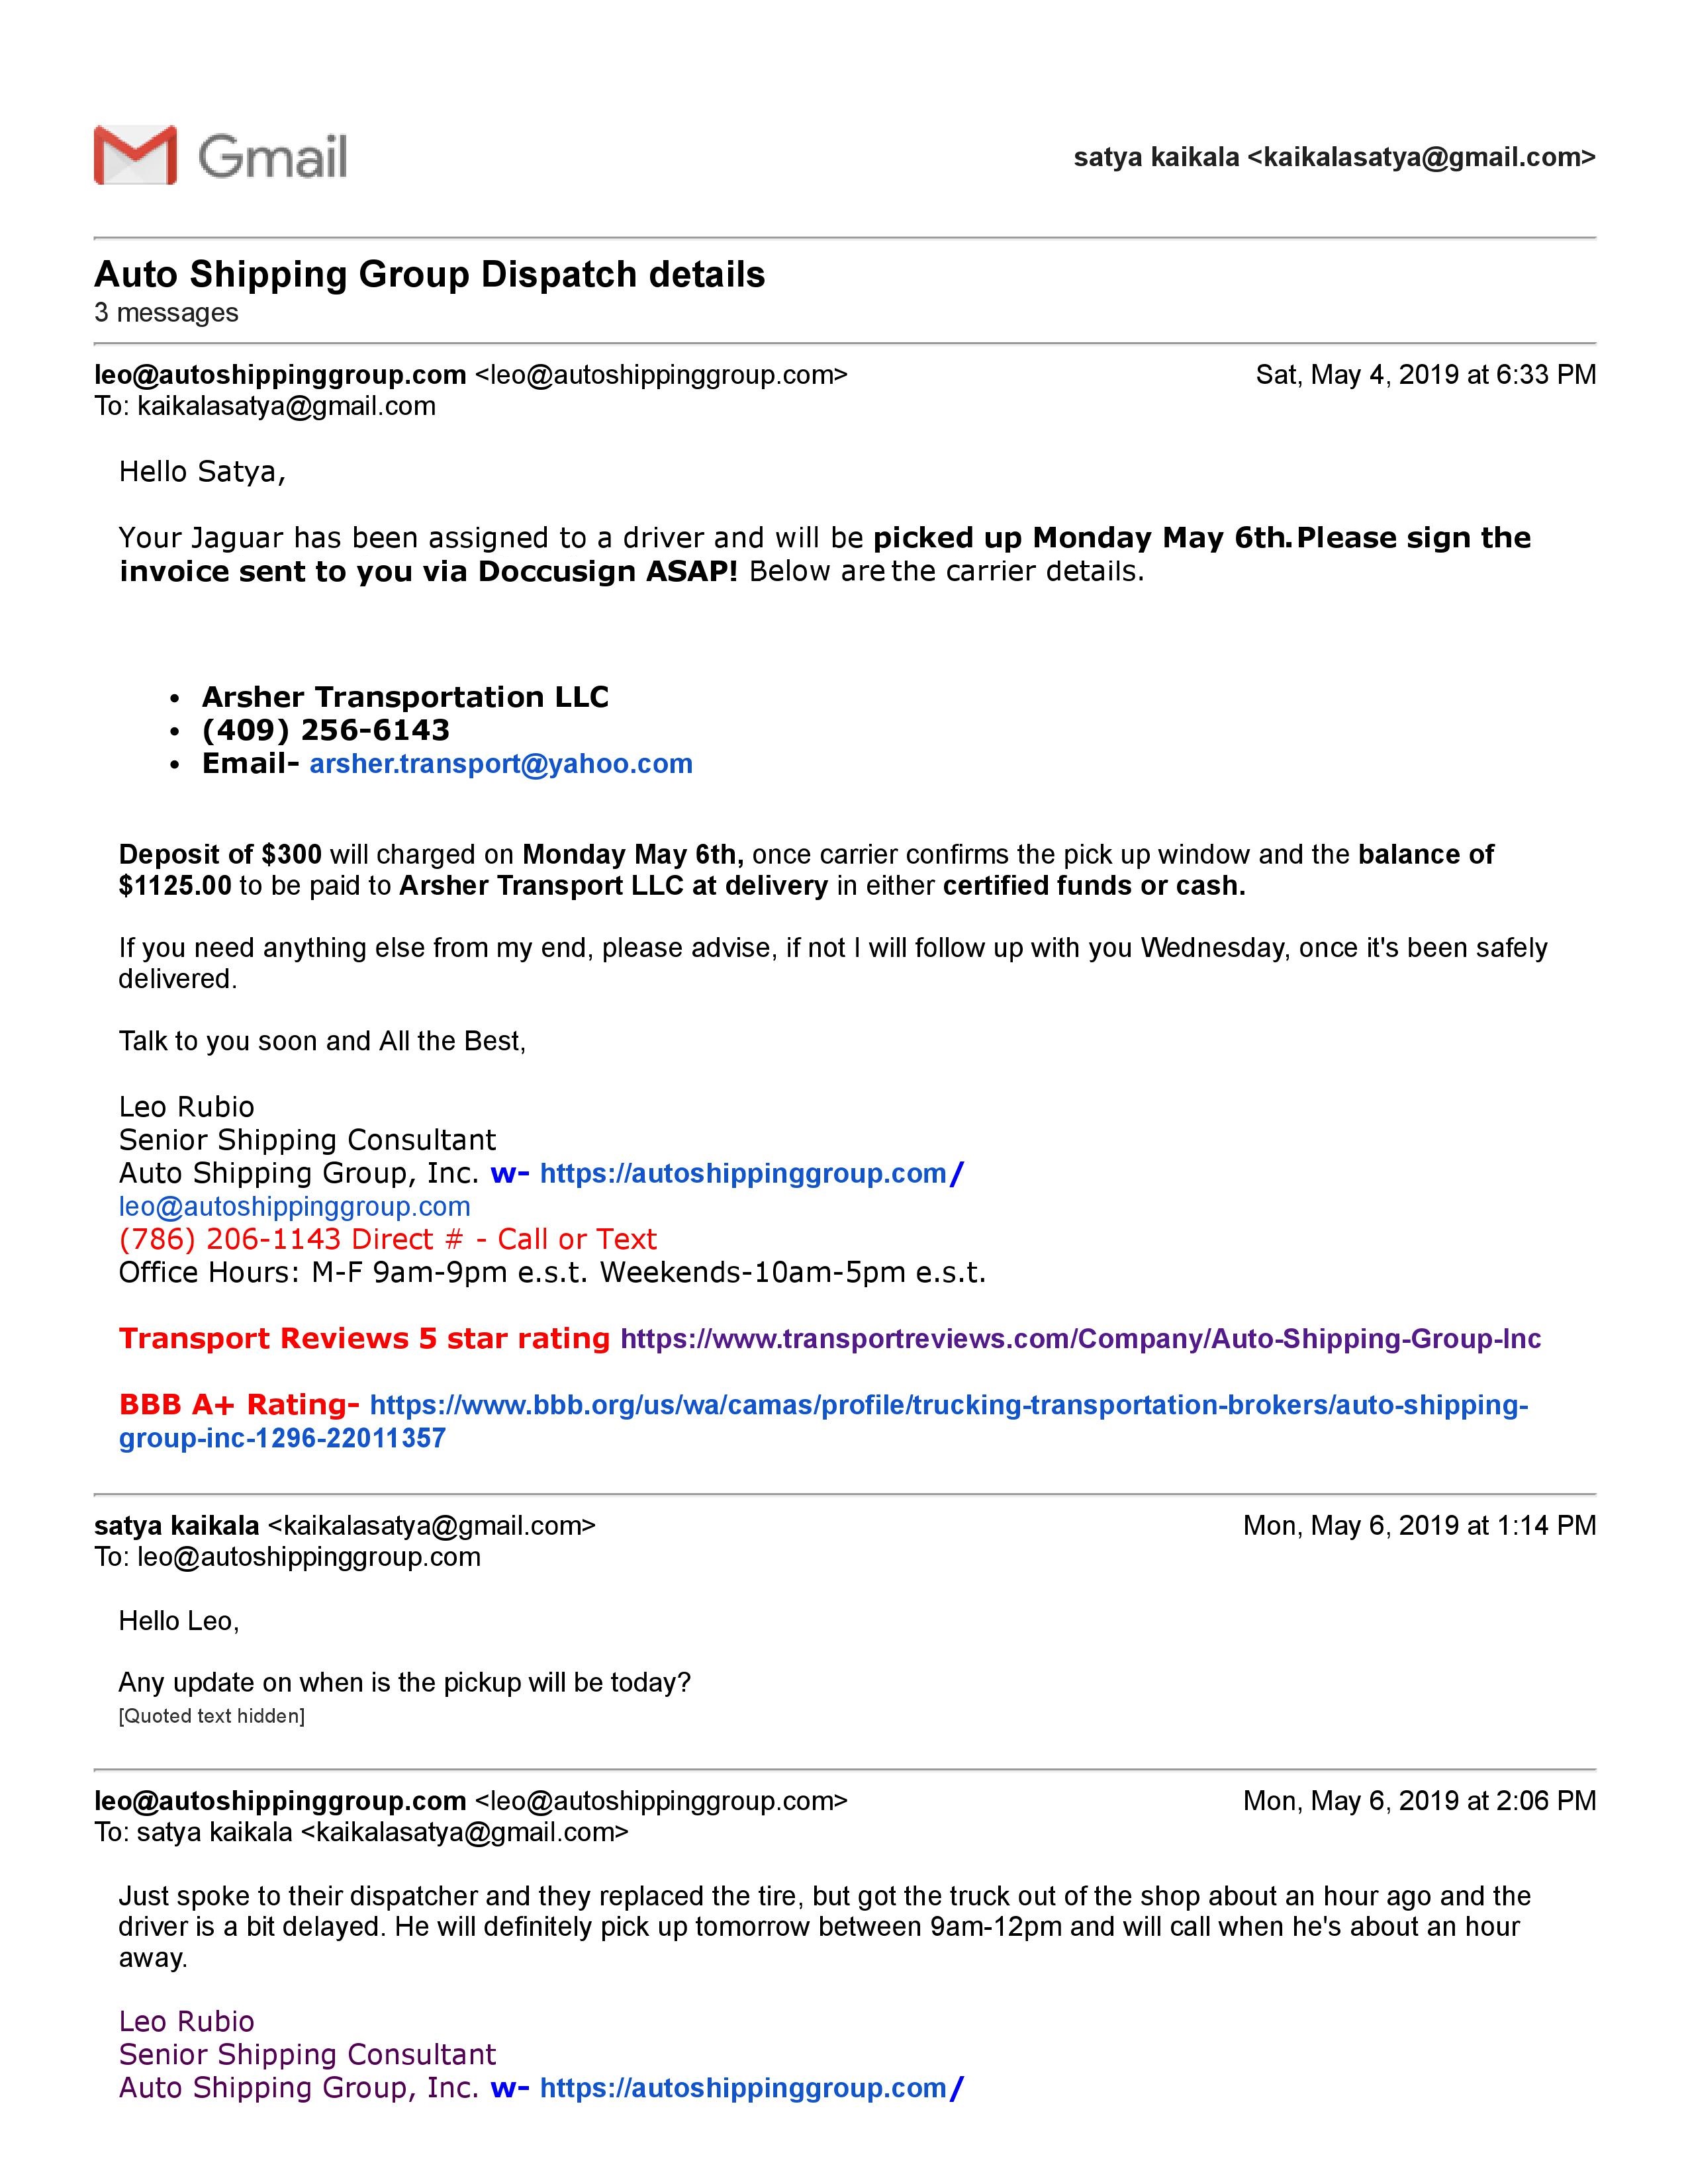 Gmail
satya kaikala <kaikalasatya@gmail.com>
Auto Shipping Group Dispatch details
3 messages
leo@autoshippinggroup.com <leo@autoshippinggroup.com> Sat, May 4, 2019 at 6:33 PM
To: kaikalasatya@gmail.com
Hello Satya,
Your Jaguar has been assigned to a driver and will be picked up Monday May 6th. Please sign the
invoice sent to you via Doccusign ASAP! Below are the carrier details.
• Arsher Transportation LLC
• (409) 256-6143
• Email- arsher.transport@yahoo.com
Deposit of $300 will charged on Monday May 6th, once carrier confirms the pick up window and the balance of
$1125.00 to be paid to Arsher Transport LLC at delivery in either certified funds or cash.
If you need anything else from my end, please advise, if not I will follow up with you Wednesday, once it's been safely
delivered.
Talk to you soon and All the Best,
Leo Rubio
Senior Shipping Consultant
Auto Shipping Group, Inc. w- https://autoshippinggroup.com/
leo@autoshippinggroup.com
(786) 206-1143 Direct # - Call or Text
Office Hours: M-F 9am-9pm e.s.t. Weekends-10am-5pm e.s.t.
Transport Reviews 5 star rating https://www.transportreviews.com/Company/Auto-Shipping-Group-Inc
BBB A+ Rating- https://www.bbb.org/us/wa/camas/profile/trucking-transportation-brokers/auto-shipping-
group-inc-1296-22011357
satya kaikala <kaikalasatya@gmail.com> Mon, May 6, 2019 at 1:14 PM
To: leo@autoshippinggroup.com
Hello Leo,
Any update on when is the pickup will be today?
[Quoted text hidden]
leo@autoshippinggroup.com <leo@autoshippinggroup.com> Mon, May 6, 2019 at 2:06 PM
To: satya kaikala <kaikalasatya@gmail.com>
Just spoke to their dispatcher and they replaced the tire, but got the truck out of the shop about an hour ago and the
driver is a bit delayed. He will definitely pick up tomorrow between 9am-12pm and will call when he's about an hour
away.
Leo Rubio
Senior Shipping Consultant
Auto Shipping Group, Inc. w- https://autoshippinggroup.com/